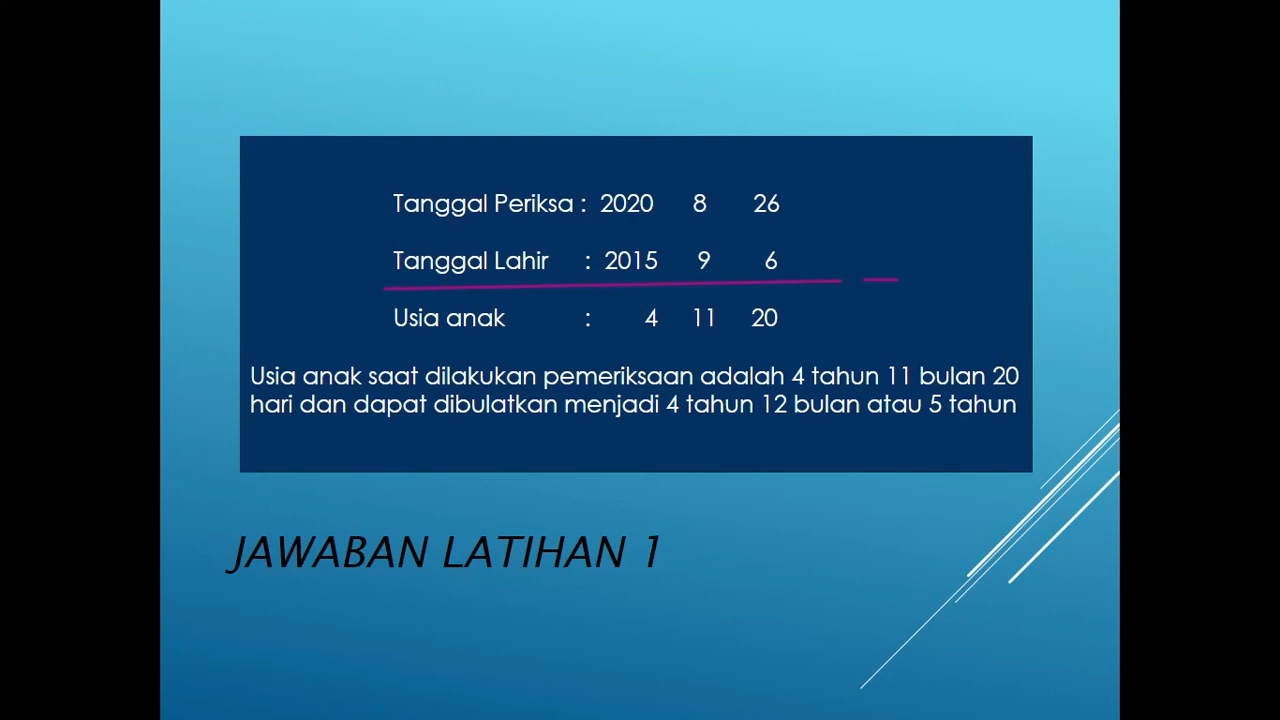 Tanggal Periksa : 2020 8 26
Tanggal Lahir : 2015 9 6
Usia anak : 4 11 20
Usia anak saat dilakukan pemeriksaan adalah 4 tahun 11 bulan 20
hari dan dapat dibulatkan menjadi 4 tahun 12 bulan atau 5 tahun
JAWABAN LATIHAN 1